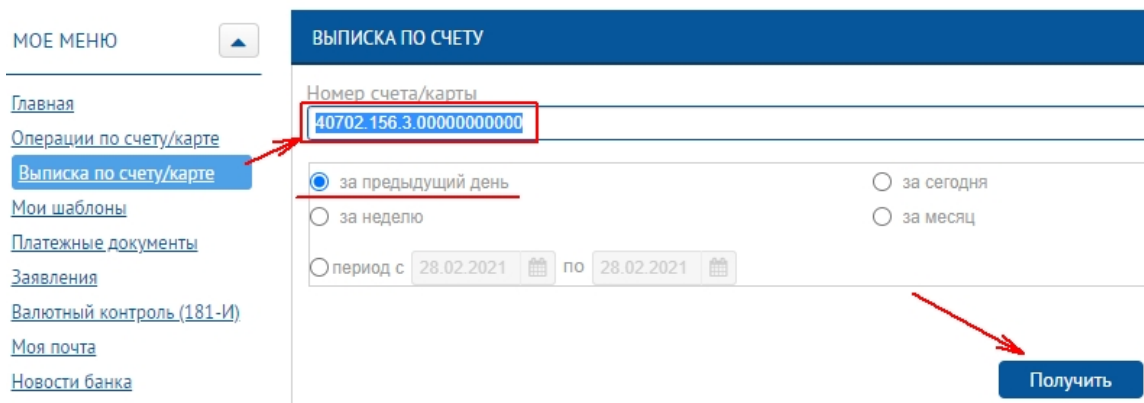 МОЕ МЕНЮ
Главная
Операции по счету/карте
Выписка по счету/карте
Мои шаблоны
Платежные документы
Заявления
Валютный контроль (181-И)
Моя почта
Новости банка
ВЫПИСКА ПО СЧЕТУ
Номер счета/карты
40702.156.3.00000000000
за предыдущий день за сегодня
за неделю за месяц
период с 28.02.2021 по 28.02.2021
Получить